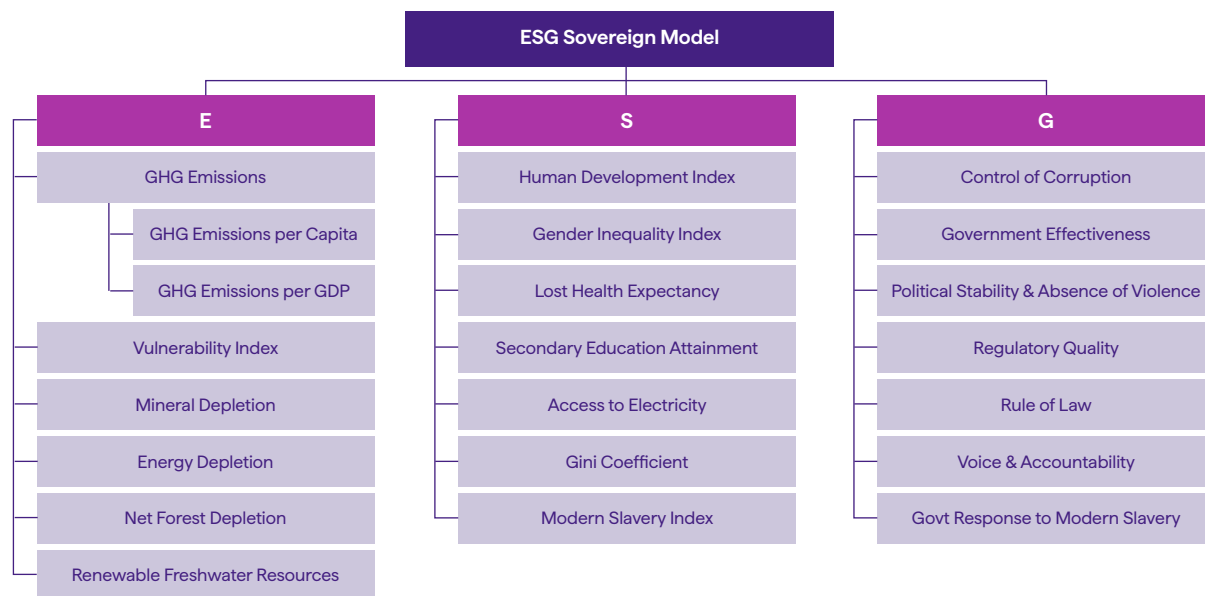 ESG Sovereign Model
E
GHG Emissions
GHG Emissions per Capita
GHG Emissions per GDP
Vulnerability Index
Mineral Depletion
Energy Depletion
Net Forest Depletion
Renewable Freshwater Resources
S
Human Development Index
Gender Inequality Index
Lost Health Expectancy
Secondary Education Attainment
Access to Electricity
Gini Coefficient
Modern Slavery Index
G
Control of Corruption
Government Effectiveness
Political Stability & Absence of Violence
Regulatory Quality
Rule of Law
Voice & Accountability
Govt Response to Modern Slavery